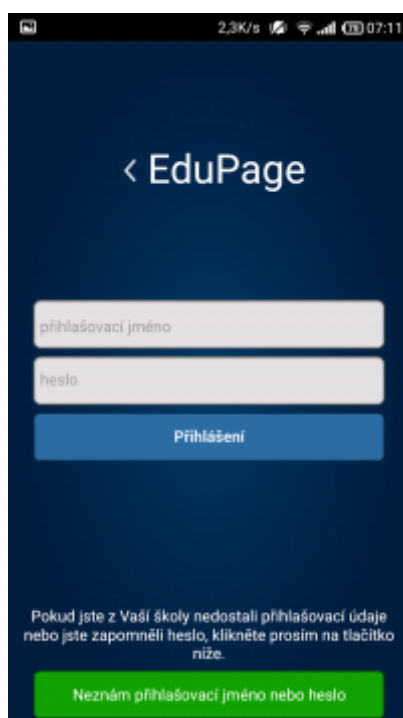 2,3K/s 75 07:11
< EduPage
přihlašovací jméno
heslo
Přihlášení
Pokud jste z Vaší školy nedostali přihlašovací údaje
nebo jste zapomněli heslo, klikněte prosím na tlačítko
níže.
Neznám přihlašovací jméno nebo heslo